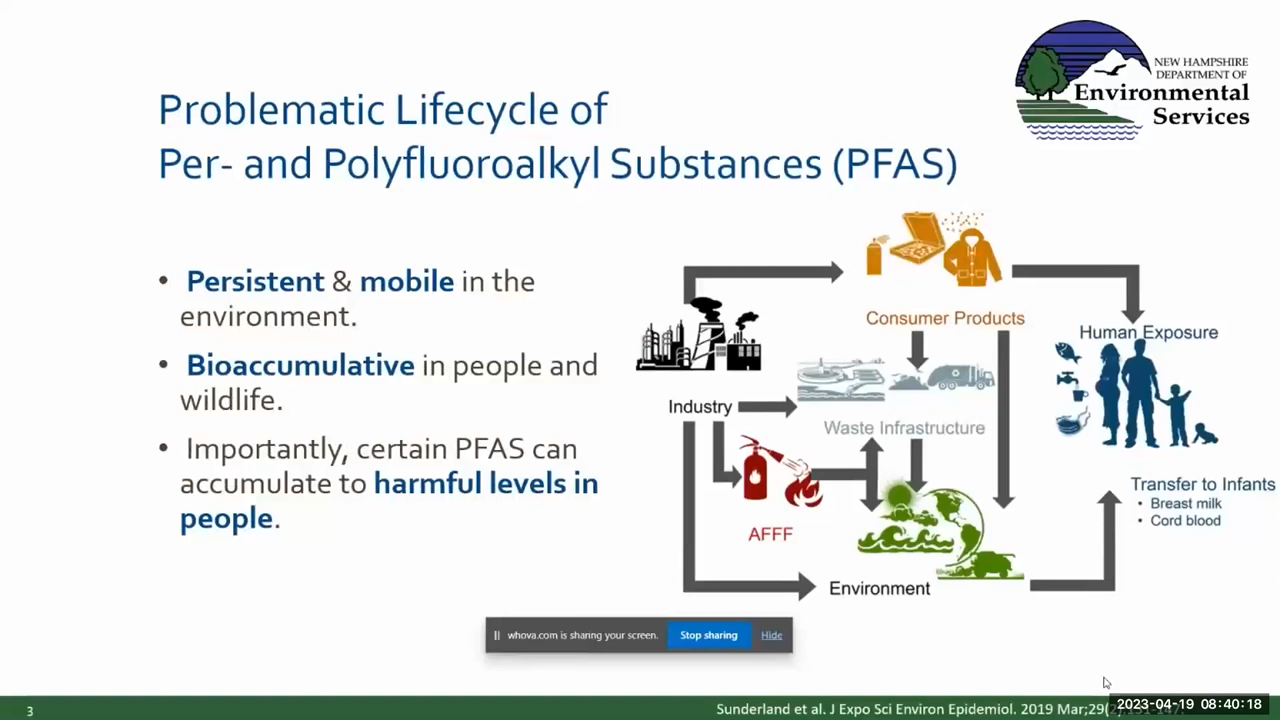 NEW HAMPSHIRE
DEPARTMENT OF
Environmental
Services
Problematic Lifecycle of
Per- and Polyfluoroalkyl Substances (PFAS)
• Persistent & mobile in the
environment.
• Bioaccumulative in people and
wildlife.
• Importantly, certain PFAS can
accumulate to harmful levels in
people.
Consumer Products
Human Exposure
Industry
Waste Infrastructure
Transfer to Infants
• Breast milk
• Cord blood
AFFF
Environment
whova.com is sharing your screen. Stop sharing Hide
3
Sunderland et al. J Expo Sci Environ Epidemiol. 2019 Mar;29(
2023-04-19 08:40:18